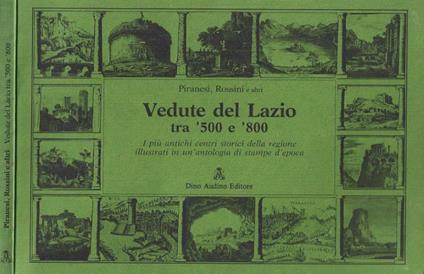 Piranesi, Rossini e altri Vedute del Lazio tra '500 e '800
Piranesi, Rossini e altri
Vedute del Lazio
tra '500 e '800
I più antichi centri storici della regione
illustrati in un'antologia di stampe d'epoca
Dino Audino Editore